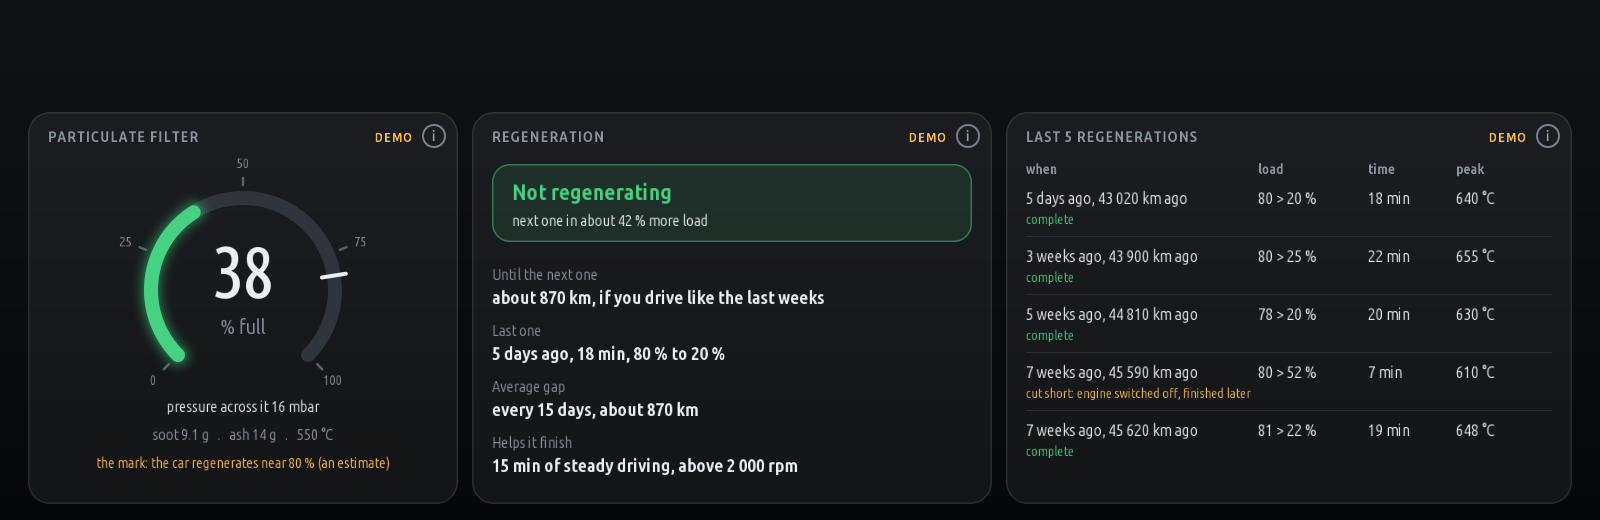 PARTICULATE FILTER
DEMO
i
50
25
75
38
% full
0
100
pressure across it 16 mbar
soot 9.1 g . ash 14 g . 550 °C
the mark: the car regenerates near 80 % (an estimate)
REGENERATION
DEMO
i
Not regenerating
next one in about 42 % more load
Until the next one
about 870 km, if you drive like the last weeks
Last one
5 days ago, 18 min, 80 % to 20 %
Average gap
every 15 days, about 870 km
Helps it finish
15 min of steady driving, above 2 000 rpm
LAST 5 REGENERATIONS
DEMO
i
when load time peak
5 days ago, 43 020 km ago 80 > 20 % 18 min 640 °C
complete
3 weeks ago, 43 900 km ago 80 > 25 % 22 min 655 °C
complete
5 weeks ago, 44 810 km ago 78 > 20 % 20 min 630 °C
complete
7 weeks ago, 45 590 km ago 80 > 52 % 7 min 610 °C
cut short: engine switched off, finished later
7 weeks ago, 45 620 km ago 81 > 22 % 19 min 648 °C
complete